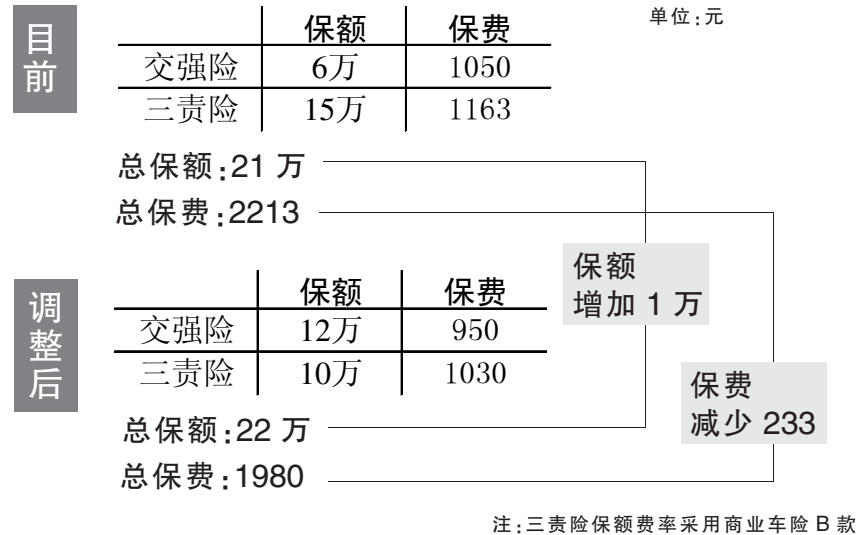 单位:元
目前
保额 保费
交强险 6万 1050
三责险 15万 1163
总保额:21 万
总保费:2213
保额
增加 1 万
调整后
保额 保费
交强险 12万 950
三责险 10万 1030
保费
减少 233
总保额:22 万
总保费:1980
注:三责险保额费率采用商业车险 B 款